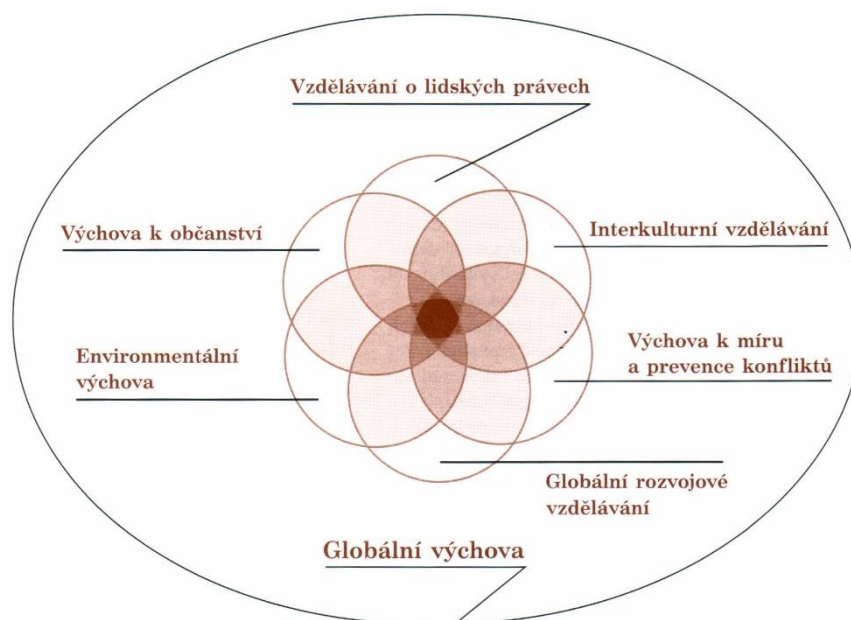 Vzdělávání o lidských právech
Výchova k občanství
Interkulturní vzdělávání
Environmentální
výchova
Výchova k míru
a prevence konfliktů
Globální rozvojové
vzdělávání
Globální výchova